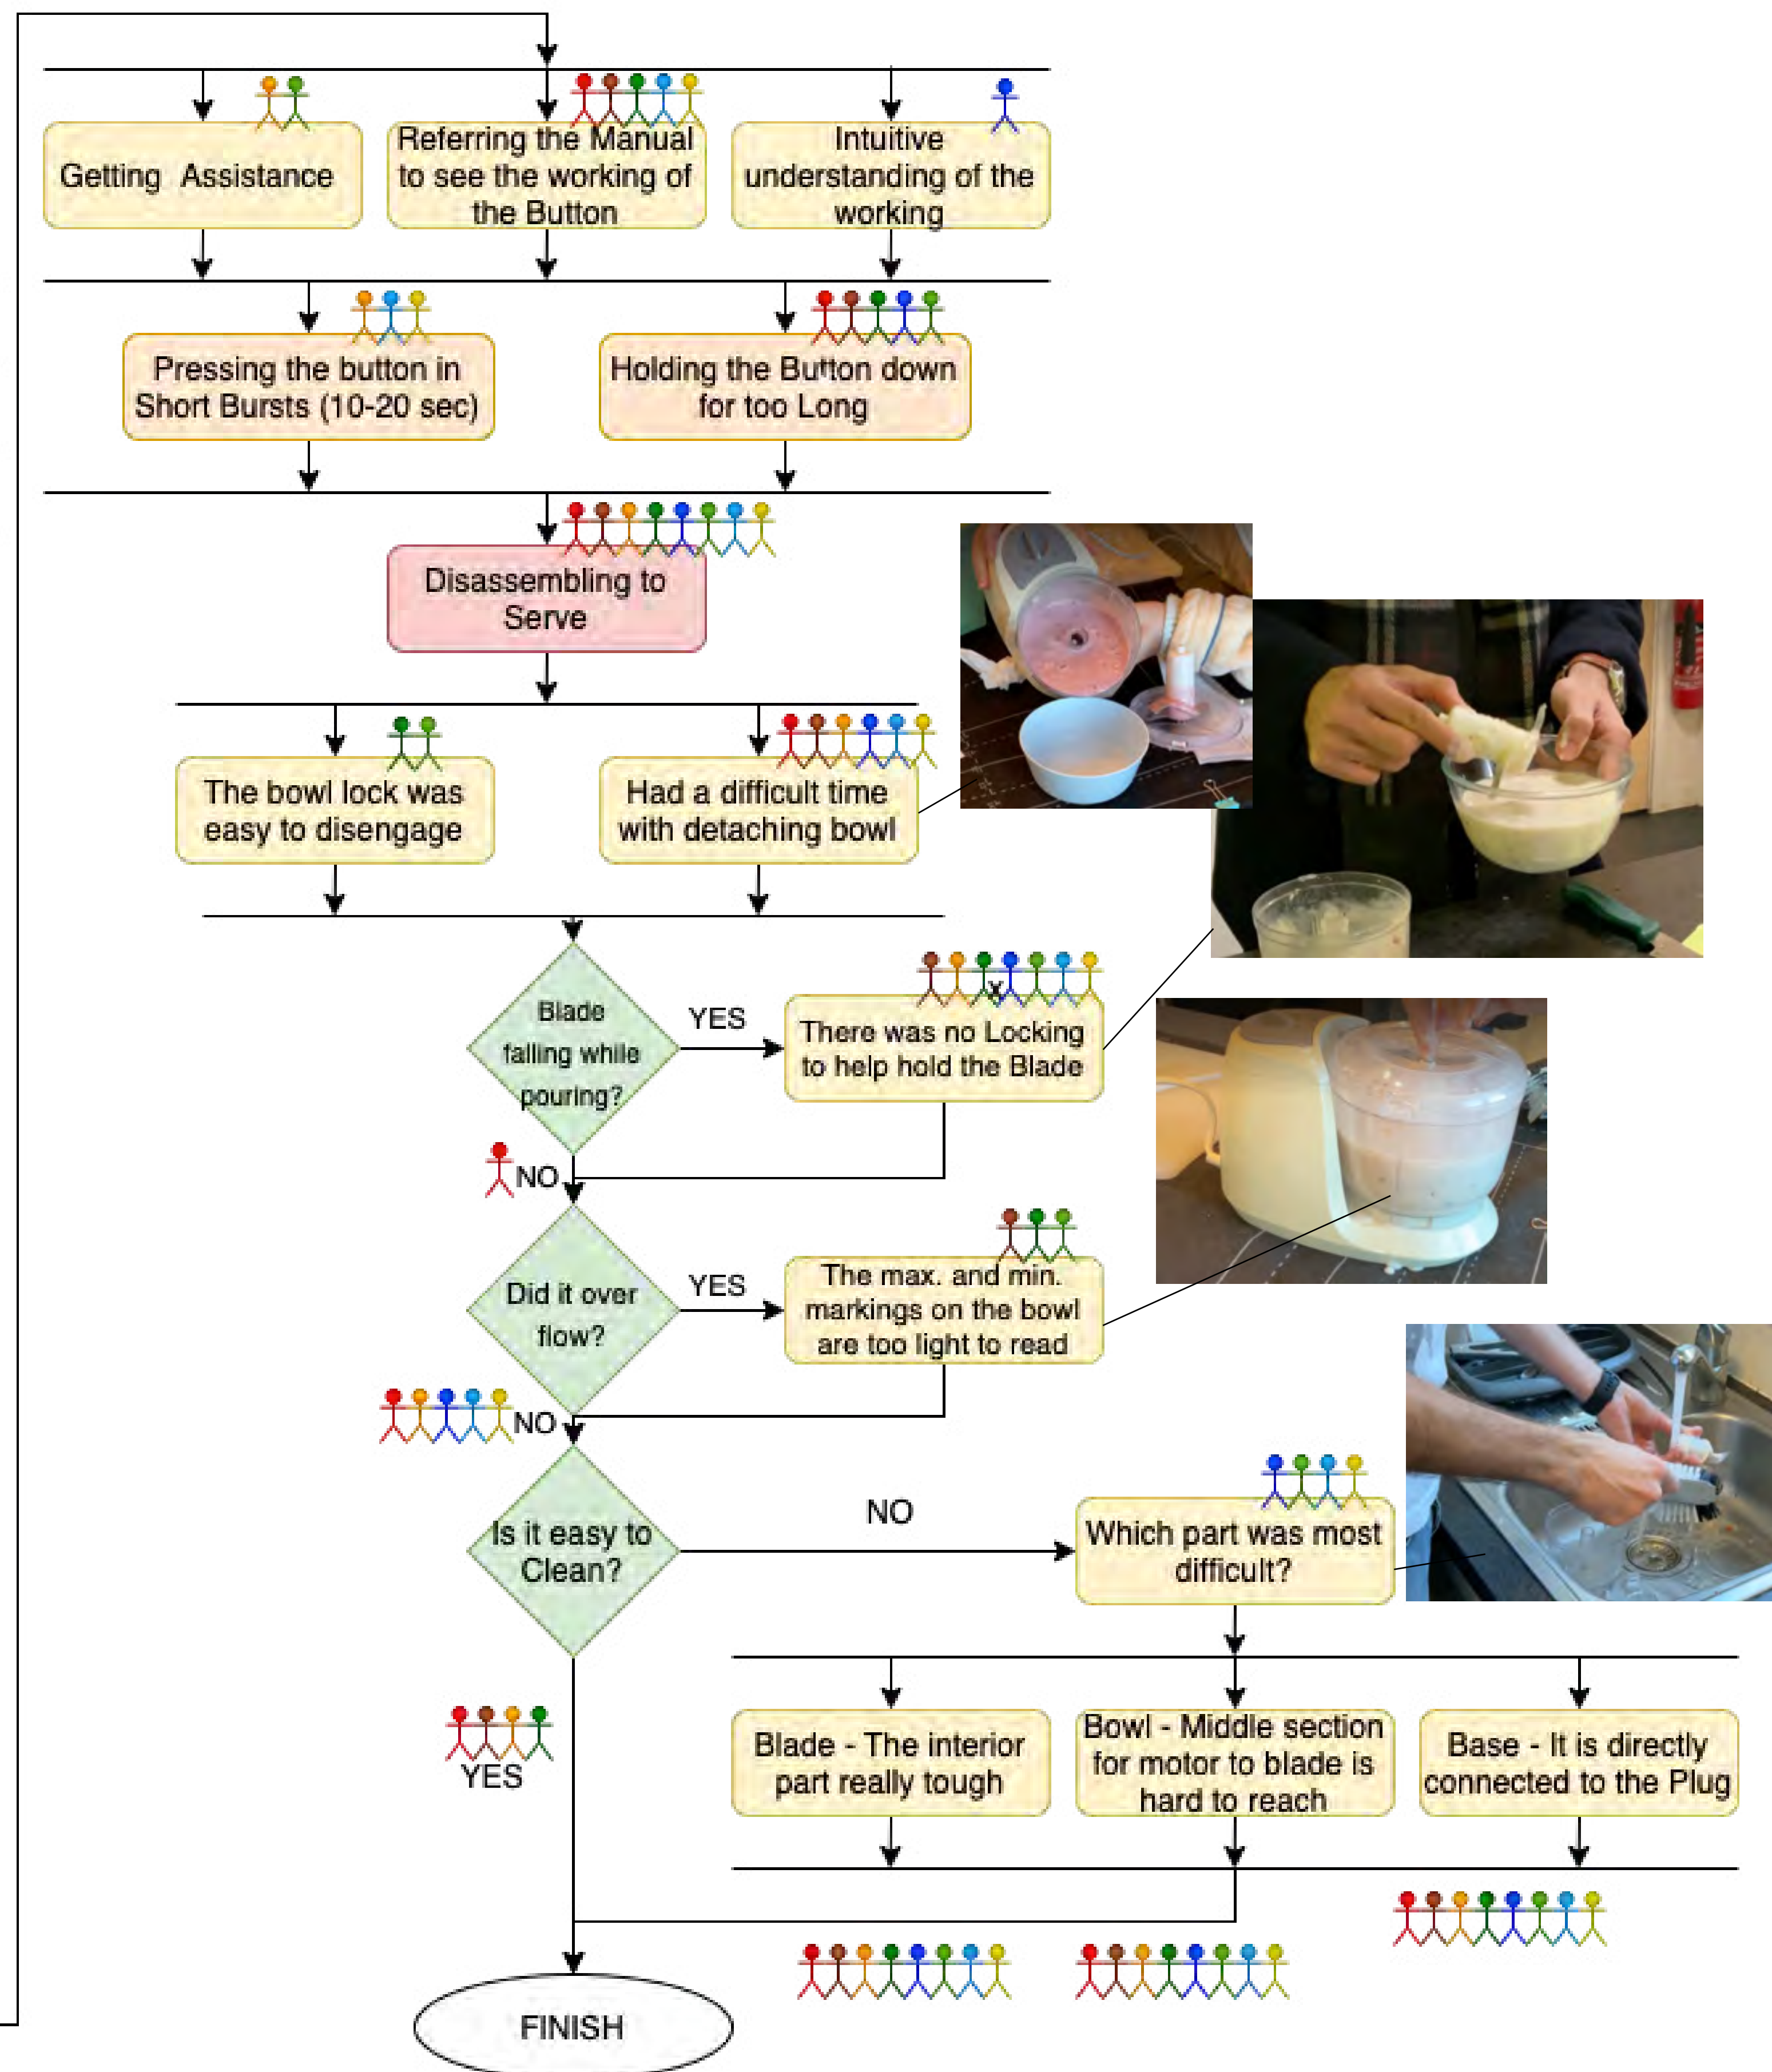 Getting Assistance
Referring the Manual
to see the working of
the Button
Intuitive
understanding of the
working
Pressing the button in
Short Bursts (10-20 sec)
Holding the Button down
for too Long
Disassembling to
Serve
The bowl lock was
easy to disengage
Had a difficult time
with detaching bowl
Blade
falling while
pouring?
YES
X
There was no Locking
to help hold the Blade
NO
Did it over
flow?
YES
The max. and min.
markings on the bowl
are too light to read
NO
Is it easy to
Clean?
NO
Which part was most
difficult?
YES
Blade - The interior
part really tough
Bowl - Middle section
for motor to blade is
hard to reach
Base - It is directly
connected to the Plug
FINISH